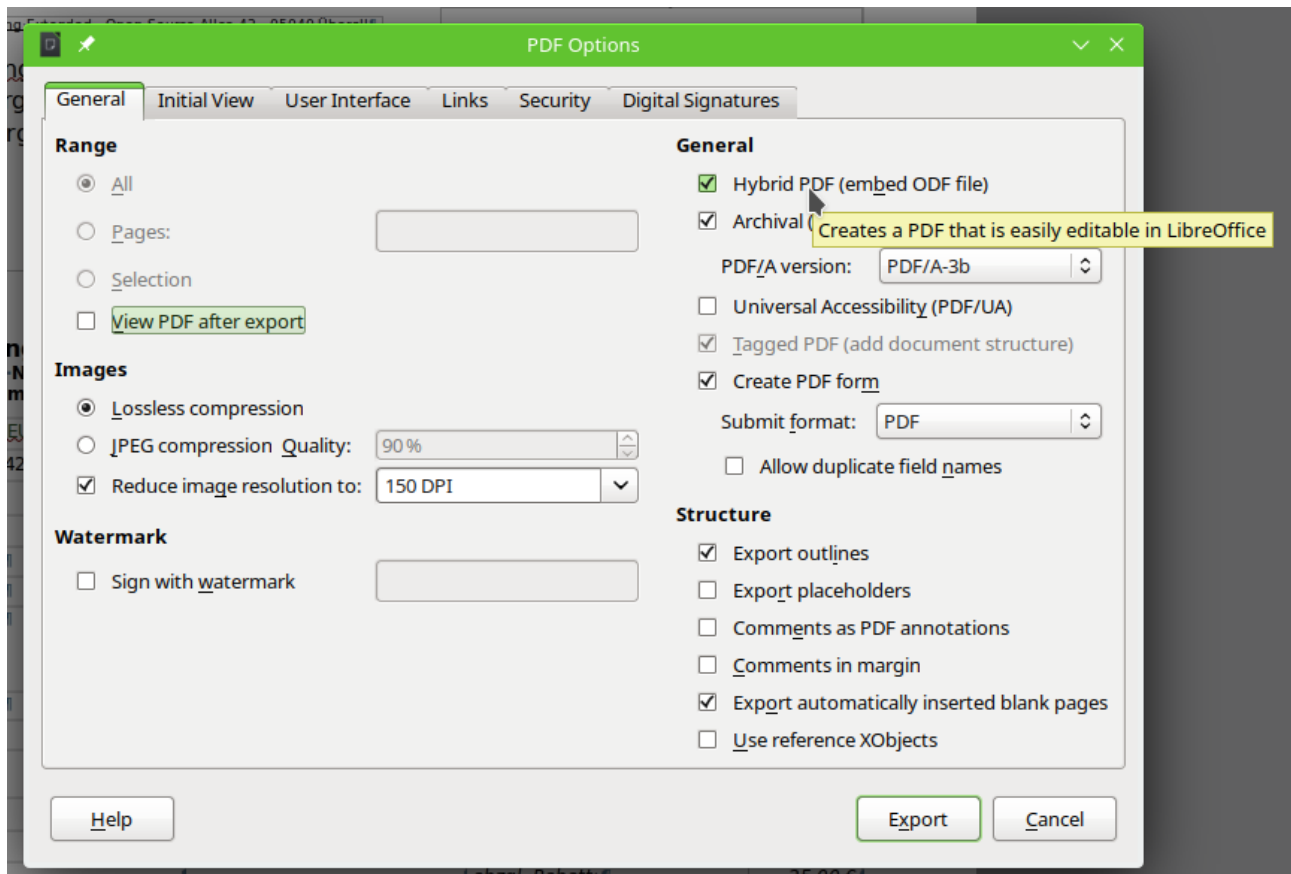 PDF Options
General Initial View User Interface Links Security Digital Signatures
Range
All
Pages:
Selection
View PDF after export
Images
Lossless compression
JPEG compression Quality: 90 %
Reduce image resolution to: 150 DPI
Watermark
Sign with watermark
General
Hybrid PDF (embed ODF file)
Archival (
Creates a PDF that is easily editable in LibreOffice
PDF/A version: PDF/A-3b
Universal Accessibility (PDF/UA)
Tagged PDF (add document structure)
Create PDF form
Submit format: PDF
Allow duplicate field names
Structure
Export outlines
Export placeholders
Comments as PDF annotations
Comments in margin
Export automatically inserted blank pages
Use reference XObjects
Help Export Cancel